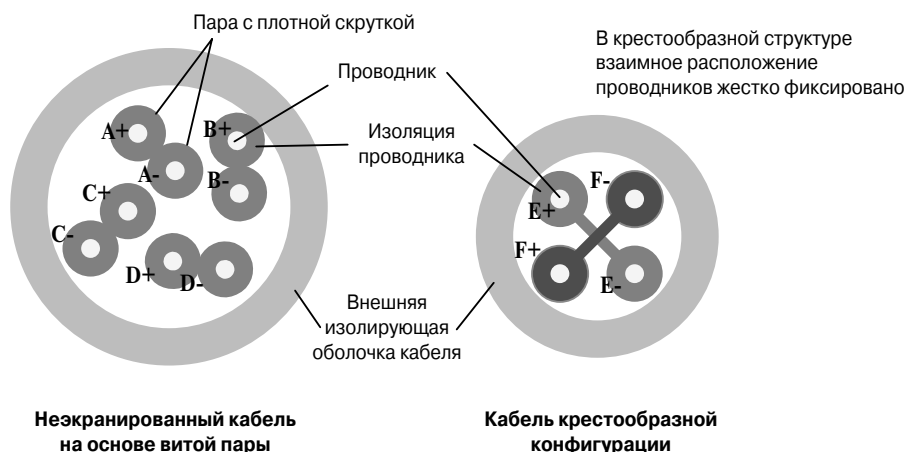 Пара с плотной скруткой
Проводник
Изоляция
проводника
В крестообразной структуре
взаимное расположение
проводников жестко фиксировано
A+
A-
B+
B-
C+
C-
D+
D-
E+
F-
F+
E-
Внешняя
изолирующая
оболочка кабеля
Неэкранированный кабель
на основе витой пары
Кабель крестообразной
конфигурации